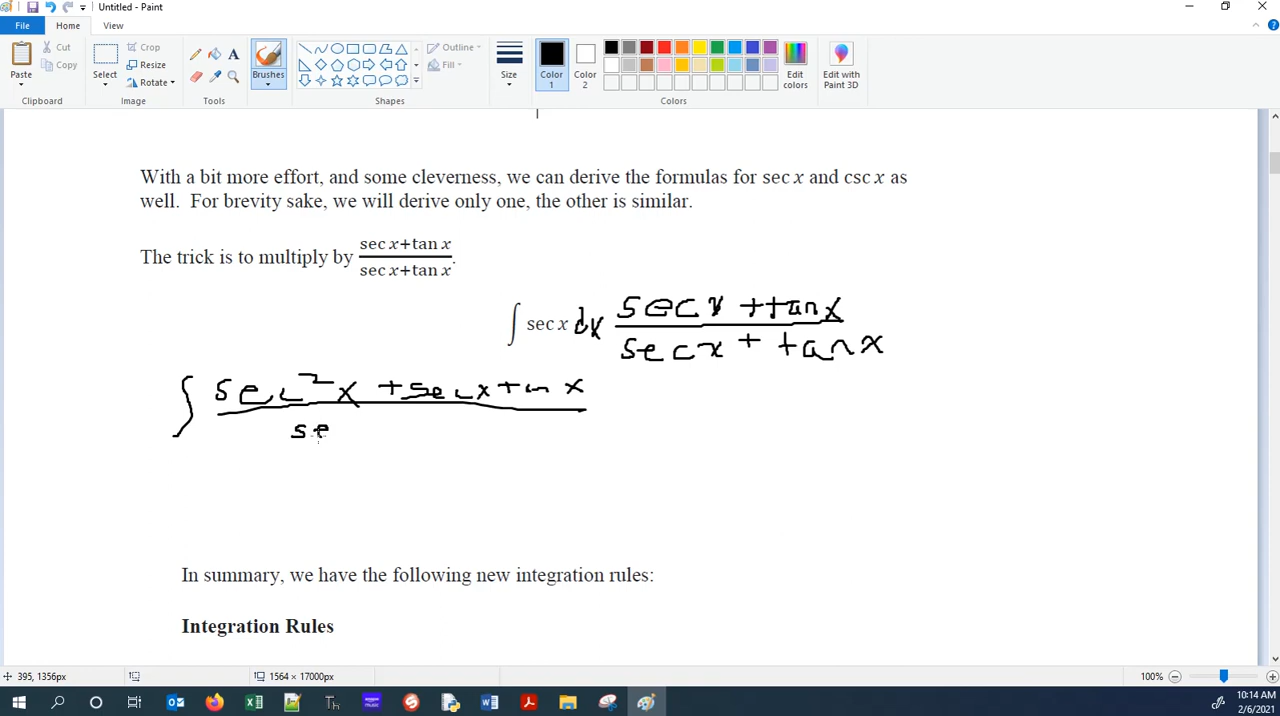 Untitled - Paint
File Home View
Paste Cut Copy Clipboard
Select Crop Resize Rotate Image
Tools
Brushes
Shapes Outline Fill
Size
Color 1 Color 2 Edit colors Colors
Edit with Paint 3D
With a bit more effort, and some cleverness, we can derive the formulas for sec x and csc x as
well. For brevity sake, we will derive only one, the other is similar.
The trick is to multiply by sec x+tan x / sec x+tan x.
∫ sec x dx secx + tanx / secx + tanx
∫ sec²x + secx tan x / se
In summary, we have the following new integration rules:
Integration Rules
395, 1356px 1564 × 17000px 100%
10:14 AM
2/6/2021